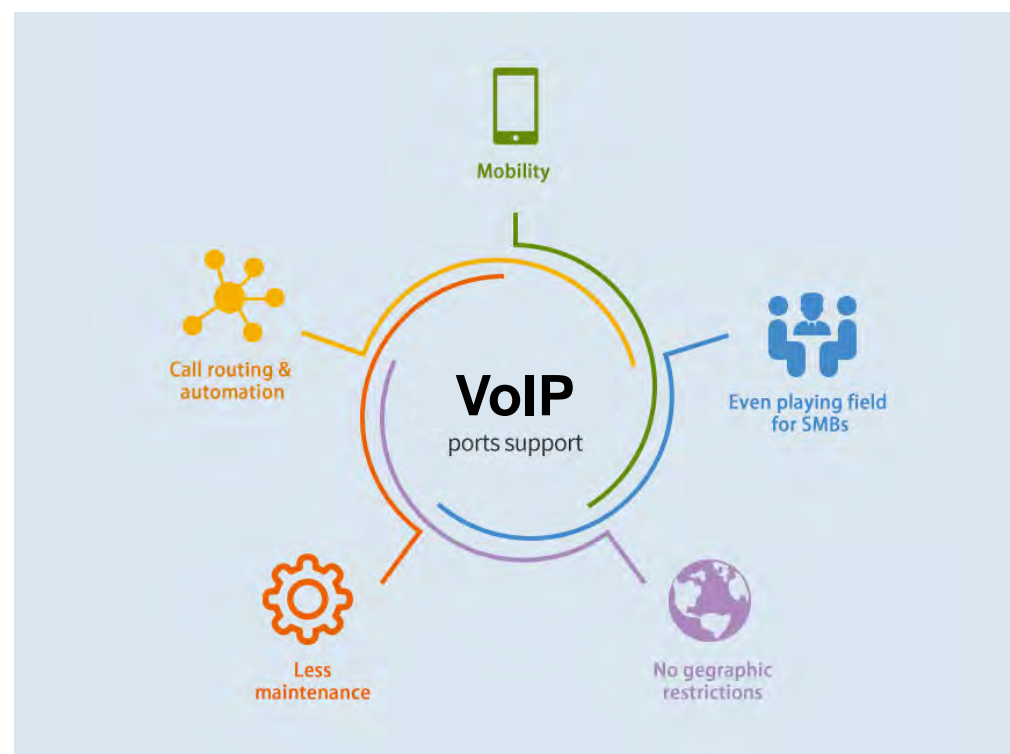 Mobility
Call routing &
automation
VoIP
ports support
Even playing field
for SMBs
Less
maintenance
No gegraphic
restrictions